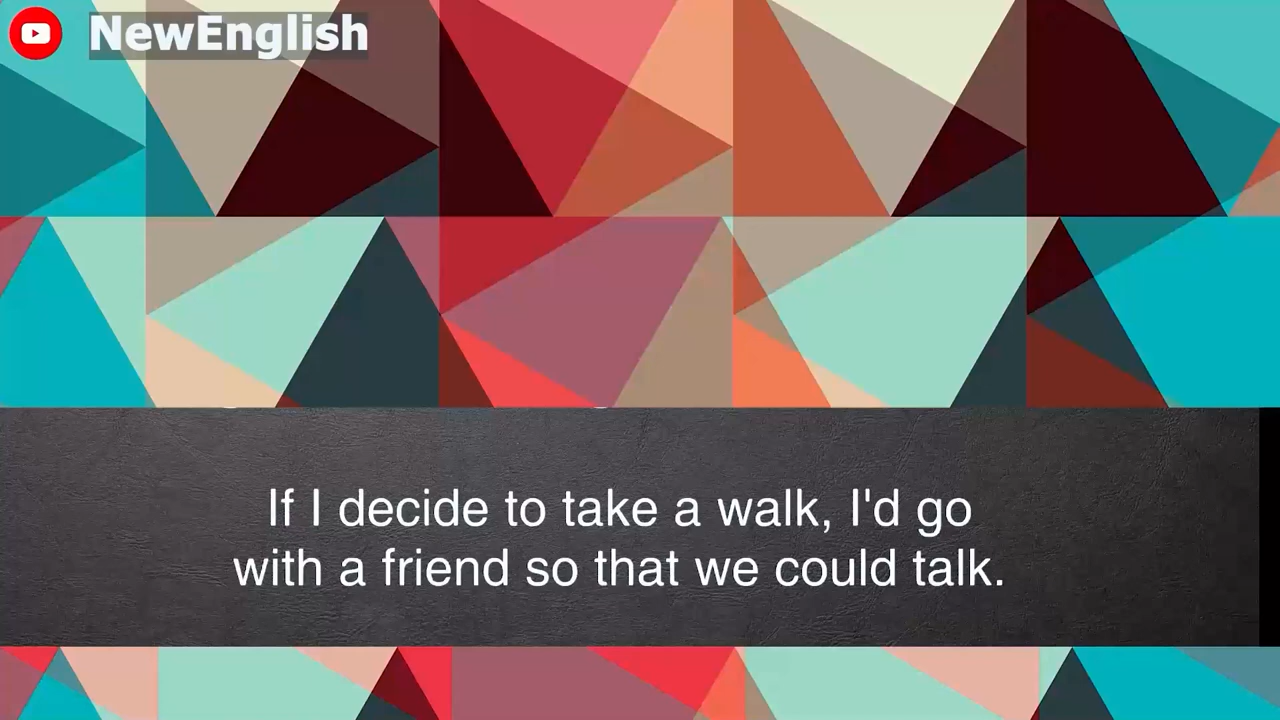 NewEnglish
If I decide to take a walk, I'd go
with a friend so that we could talk.